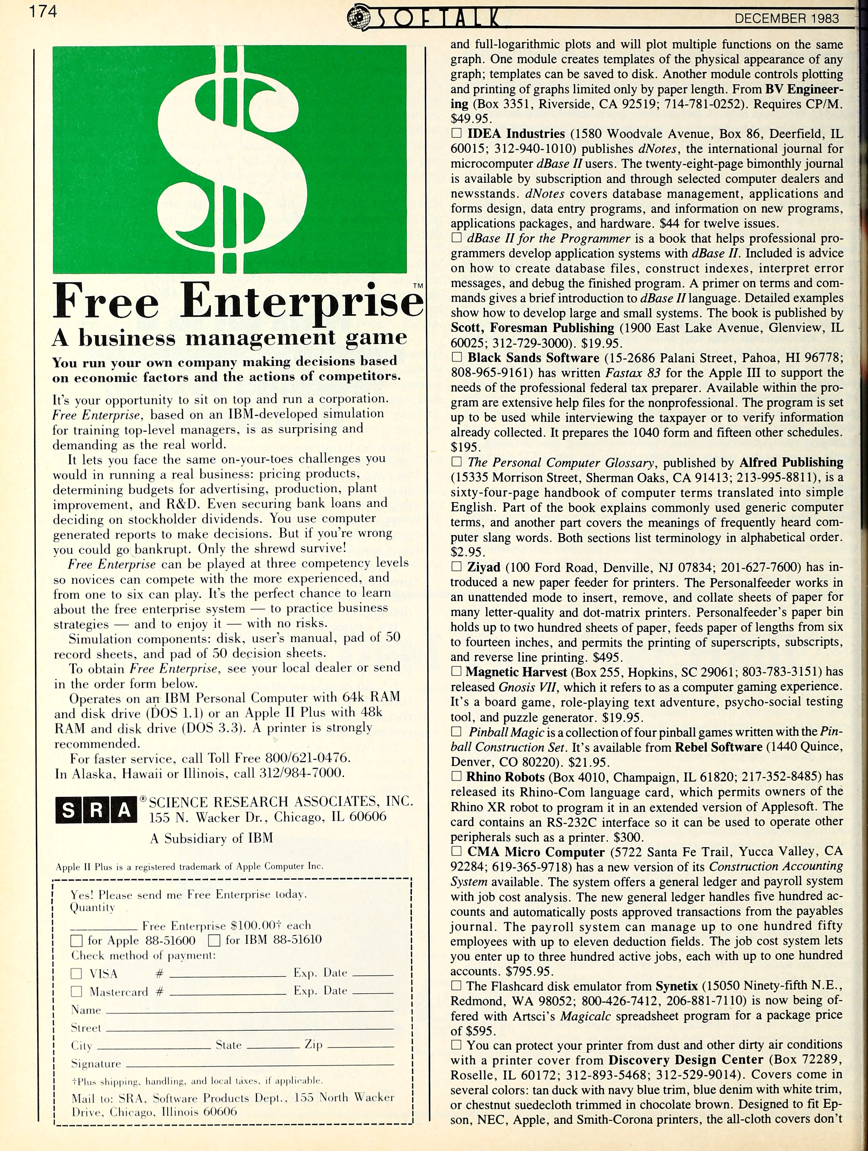 174
SOFTALK
DECEMBER 1983
$
Free Enterprise™
A business management game
You run your own company making decisions based
on economic factors and the actions of competitors.
It's your opportunity to sit on top and run a corporation.
Free Enterprise, based on an IBM-developed simulation
for training top-level managers, is as surprising and
demanding as the real world.
It lets you face the same on-your-toes challenges you
would in running a real business: pricing products,
determining budgets for advertising, production, plant
improvement, and R&D. Even securing bank loans and
deciding on stockholder dividends. You use computer
generated reports to make decisions. But if you're wrong
you could go bankrupt. Only the shrewd survive!
Free Enterprise can be played at three competency levels
so novices can compete with the more experienced, and
from one to six can play. It's the perfect chance to learn
about the free enterprise system — to practice business
strategies — and to enjoy it — with no risks.
Simulation components: disk, user's manual, pad of 50
record sheets, and pad of 50 decision sheets.
To obtain Free Enterprise, see your local dealer or send
in the order form below.
Operates on an IBM Personal Computer with 64k RAM
and disk drive (DOS 1.1) or an Apple II Plus with 48k
RAM and disk drive (DOS 3.3). A printer is strongly
recommended.
For faster service, call Toll Free 800/621-0476.
In Alaska, Hawaii or Illinois, call 312/984-7000.
SRA® SCIENCE RESEARCH ASSOCIATES, INC.
155 N. Wacker Dr., Chicago, IL 60606
A Subsidiary of IBM
Apple II Plus is a registered trademark of Apple Computer Inc.
Yes! Please send me Free Enterprise today.
Quantity
________ Free Enterprise $100.00† each
☐ for Apple 88-51600 ☐ for IBM 88-51610
Check method of payment:
☐ VISA # ________ Exp. Date ____
☐ Mastercard # ________ Exp. Date ____
Name ________
Street ________
City ________ State ____ Zip ____
Signature ________
†Plus shipping, handling, and local taxes, if applicable.
Mail to: SRA, Software Products Dept., 155 North Wacker
Drive, Chicago, Illinois 60606
and full-logarithmic plots and will plot multiple functions on the same
graph. One module creates templates of the physical appearance of any
graph; templates can be saved to disk. Another module controls plotting
and printing of graphs limited only by paper length. From BV Engineer-
ing (Box 3351, Riverside, CA 92519; 714-781-0252). Requires CP/M.
$49.95.
☐ IDEA Industries (1580 Woodvale Avenue, Box 86, Deerfield, IL
60015; 312-940-1010) publishes dNotes, the international journal for
microcomputer dBase II users. The twenty-eight-page bimonthly journal
is available by subscription and through selected computer dealers and
newsstands. dNotes covers database management, applications and
forms design, data entry programs, and information on new programs,
applications packages, and hardware. $44 for twelve issues.
☐ dBase II for the Programmer is a book that helps professional pro-
grammers develop application systems with dBase II. Included is advice
on how to create database files, construct indexes, interpret error
messages, and debug the finished program. A primer on terms and com-
mands gives a brief introduction to dBase II language. Detailed examples
show how to develop large and small systems. The book is published by
Scott, Foresman Publishing (1900 East Lake Avenue, Glenview, IL
60025; 312-729-3000). $19.95.
☐ Black Sands Software (15-2686 Palani Street, Pahoa, HI 96778;
808-965-9161) has written Fastax 83 for the Apple III to support the
needs of the professional federal tax preparer. Available within the pro-
gram are extensive help files for the nonprofessional. The program is set
up to be used while interviewing the taxpayer or to verify information
already collected. It prepares the 1040 form and fifteen other schedules.
$195.
☐ The Personal Computer Glossary, published by Alfred Publishing
(15335 Morrison Street, Sherman Oaks, CA 91413; 213-995-8811), is a
sixty-four-page handbook of computer terms translated into simple
English. Part of the book explains commonly used generic computer
terms, and another part covers the meanings of frequently heard com-
puter slang words. Both sections list terminology in alphabetical order.
$2.95.
☐ Ziyad (100 Ford Road, Denville, NJ 07834; 201-627-7600) has in-
troduced a new paper feeder for printers. The Personalfeeder works in
an unattended mode to insert, remove, and collate sheets of paper for
many letter-quality and dot-matrix printers. Personalfeeder's paper bin
holds up to two hundred sheets of paper, feeds paper of lengths from six
to fourteen inches, and permits the printing of superscripts, subscripts,
and reverse line printing. $495.
☐ Magnetic Harvest (Box 255, Hopkins, SC 29061; 803-783-3151) has
released Gnosis VII, which it refers to as a computer gaming experience.
It's a board game, role-playing text adventure, psycho-social testing
tool, and puzzle generator. $19.95.
☐ Pinball Magic is a collection of four pinball games written with the Pin-
ball Construction Set. It's available from Rebel Software (1440 Quince,
Denver, CO 80220). $21.95.
☐ Rhino Robots (Box 4010, Champaign, IL 61820; 217-352-8485) has
released its Rhino-Com language card, which permits owners of the
Rhino XR robot to program it in an extended version of Applesoft. The
card contains an RS-232C interface so it can be used to operate other
peripherals such as a printer. $300.
☐ CMA Micro Computer (5722 Santa Fe Trail, Yucca Valley, CA
92284; 619-365-9718) has a new version of its Construction Accounting
System available. The system offers a general ledger and payroll system
with job cost analysis. The new general ledger handles five hundred ac-
counts and automatically posts approved transactions from the payables
journal. The payroll system can manage up to one hundred fifty
employees with up to eleven deduction fields. The job cost system lets
you enter up to three hundred active jobs, each with up to one hundred
accounts. $795.95.
☐ The Flashcard disk emulator from Synetix (15050 Ninety-fifth N.E.,
Redmond, WA 98052; 800-426-7412, 206-881-7110) is now being of-
fered with Artsci's Magicalc spreadsheet program for a package price
of $595.
☐ You can protect your printer from dust and other dirty air conditions
with a printer cover from Discovery Design Center (Box 72289,
Roselle, IL 60172; 312-893-5468; 312-529-9014). Covers come in
several colors: tan duck with navy blue trim, blue denim with white trim,
or chestnut suedecloth trimmed in chocolate brown. Designed to fit Ep-
son, NEC, Apple, and Smith-Corona printers, the all-cloth covers don't